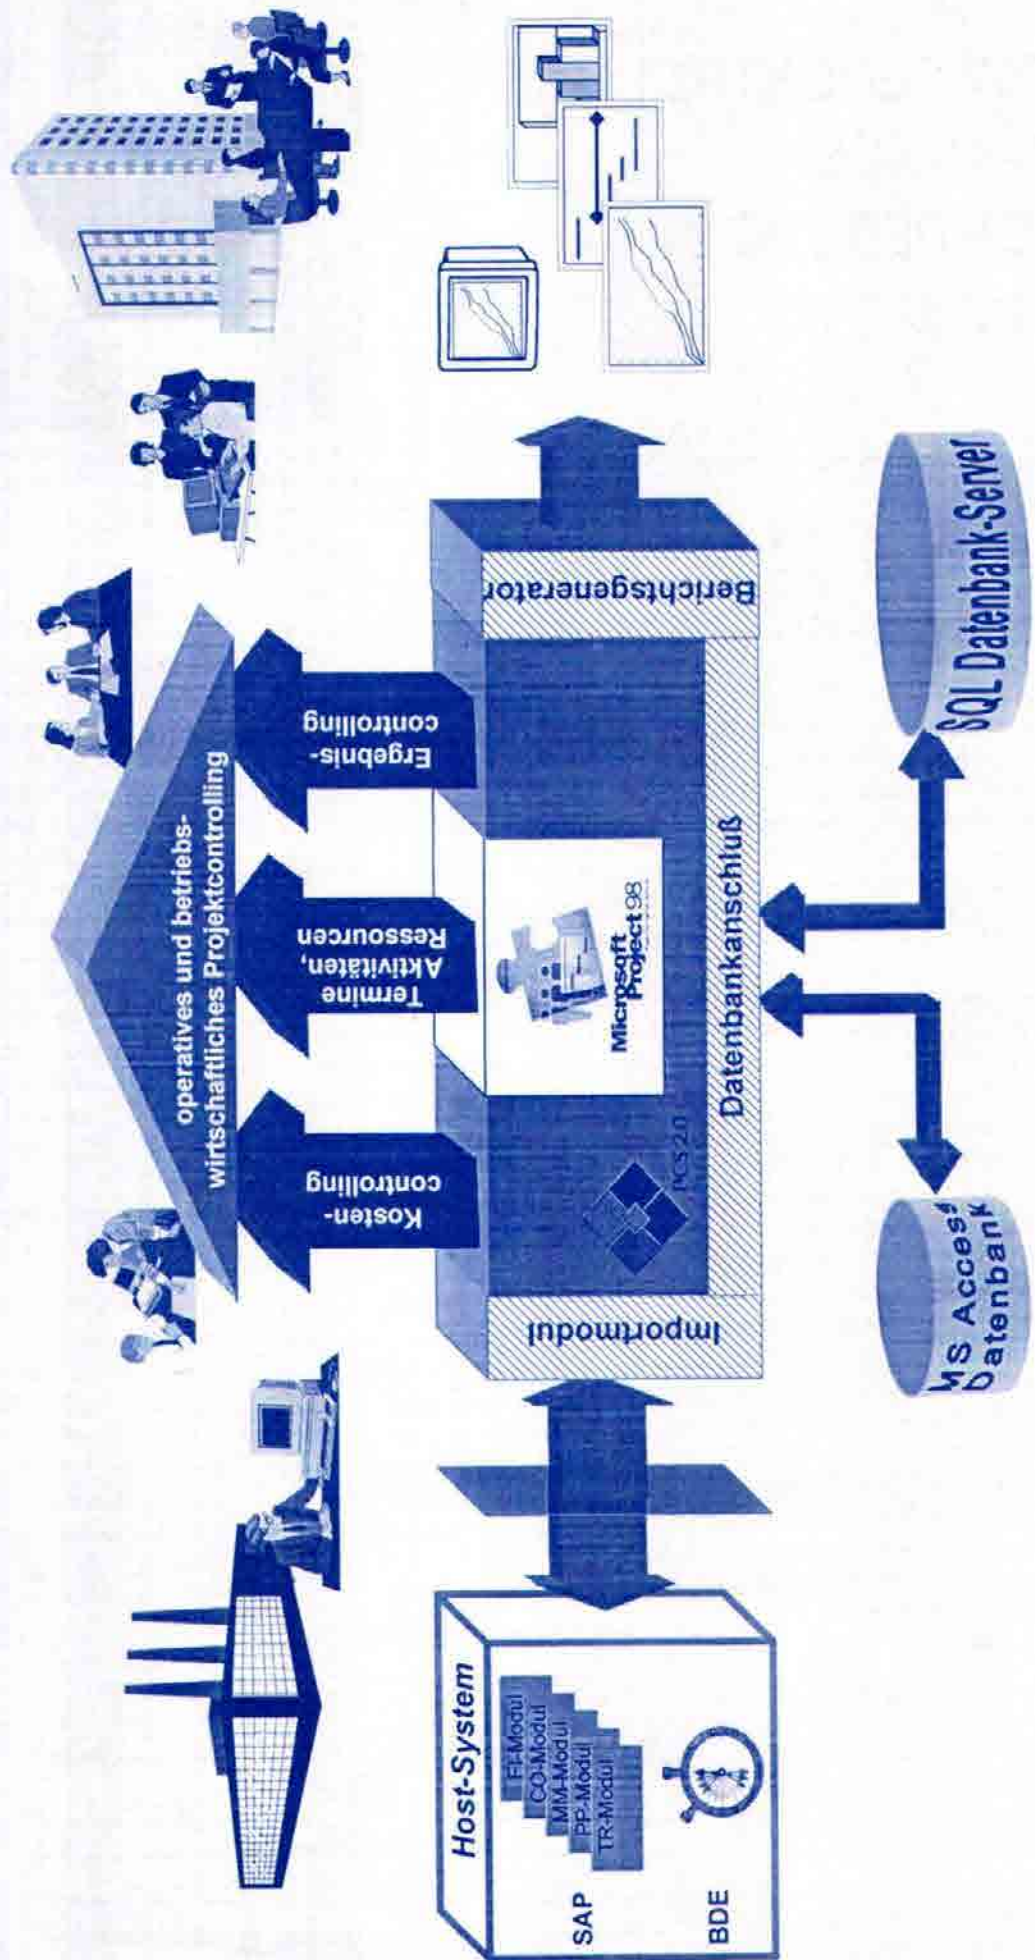 operatives und betriebs-
wirtschaftliches Projektcontrolling
Kosten-
controlling
Termine
Aktivitäten,
Ressourcen
Ergebnis-
controlling
Host-System
SAP
FI-Modul
CO-Modul
MM-Modul
PP-Modul
TR-Modul
BDE
Importmodul
PCS 2.0
Microsoft
Project 98
Berichtsgenerator
Datenbankanschluß
MS Access
Datenbank
SQL Datenbank-Server